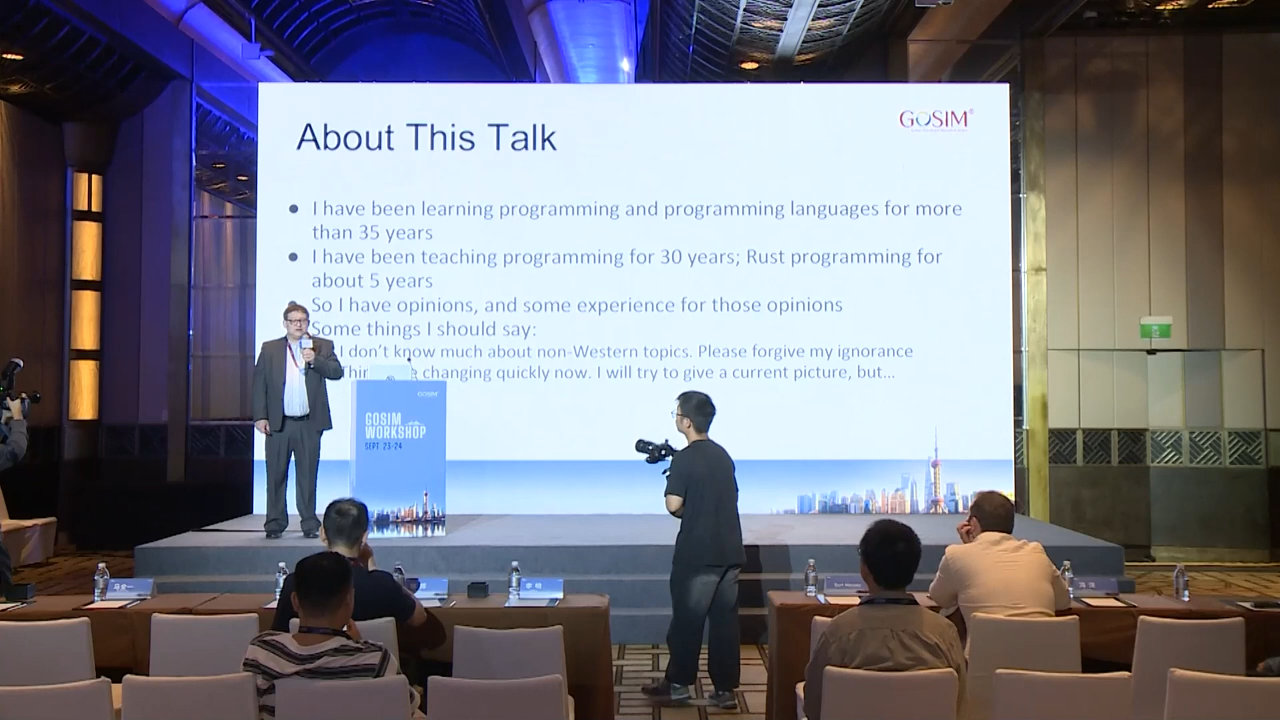 GOSIM
About This Talk
I have been learning programming and programming languages for more
than 35 years
I have been teaching programming for 30 years; Rust programming for
about 5 years
So I have opinions, and some experience for those opinions
Some things I should say:
I don't know much about non-Western topics. Please forgive my ignorance
changing quickly now. I will try to give a current picture, but…
GOSIM
GOSIM
WORKSHOP
SEPT 23-24